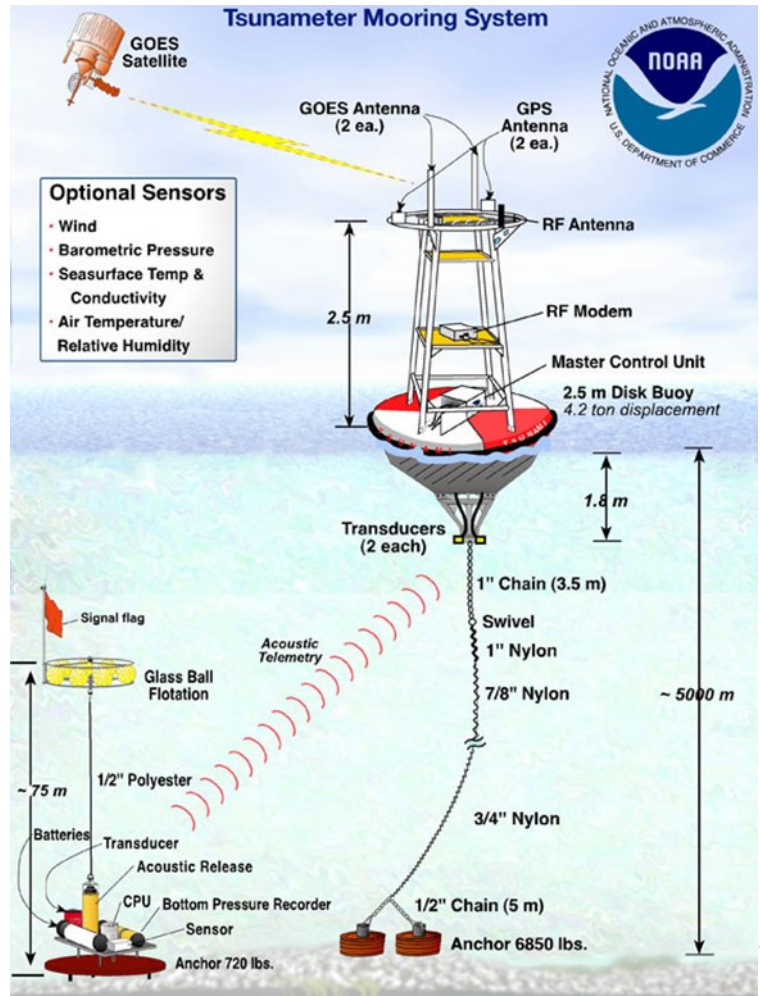 Tsunameter Mooring System
GOES
Satellite
NATIONAL OCEANIC AND ATMOSPHERIC ADMINISTRATION
NOAA
U.S. DEPARTMENT OF COMMERCE
GOES Antenna
(2 ea.)
GPS
Antenna
(2 ea.)
Optional Sensors
• Wind
• Barometric Pressure
• Seasurface Temp &
Conductivity
• Air Temperature/
Relative Humidity
RF Antenna
2.5 m
RF Modem
Master Control Unit
2.5 m Disk Buoy
4.2 ton displacement
TSUNAMI
1.8 m
Transducers
(2 each)
1" Chain (3.5 m)
Signal flag
Swivel
Acoustic
Telemetry
1" Nylon
Glass Ball
Flotation
7/8" Nylon
~ 5000 m
1/2" Polyester
~ 75 m
3/4" Nylon
Batteries
Transducer
Acoustic Release
CPU
Bottom Pressure Recorder
1/2" Chain (5 m)
Sensor
Anchor 6850 lbs.
Anchor 720 lbs.